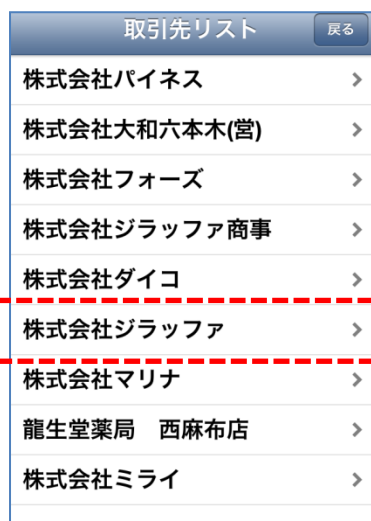 取引先リスト 戻る
株式会社パイネス
株式会社大和六本木(営)
株式会社フォーズ
株式会社ジラッファ商事
株式会社ダイコ
株式会社ジラッファ
株式会社マリナ
龍生堂薬局　西麻布店
株式会社ミライ